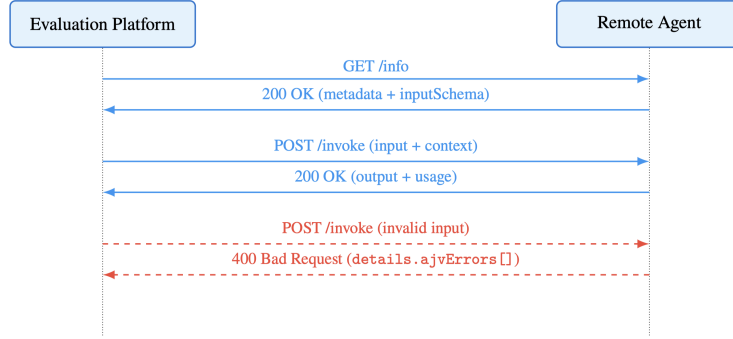 Evaluation Platform
Remote Agent
GET /info
200 OK (metadata + inputSchema)
POST /invoke (input + context)
200 OK (output + usage)
POST /invoke (invalid input)
400 Bad Request (details.ajvErrors[])